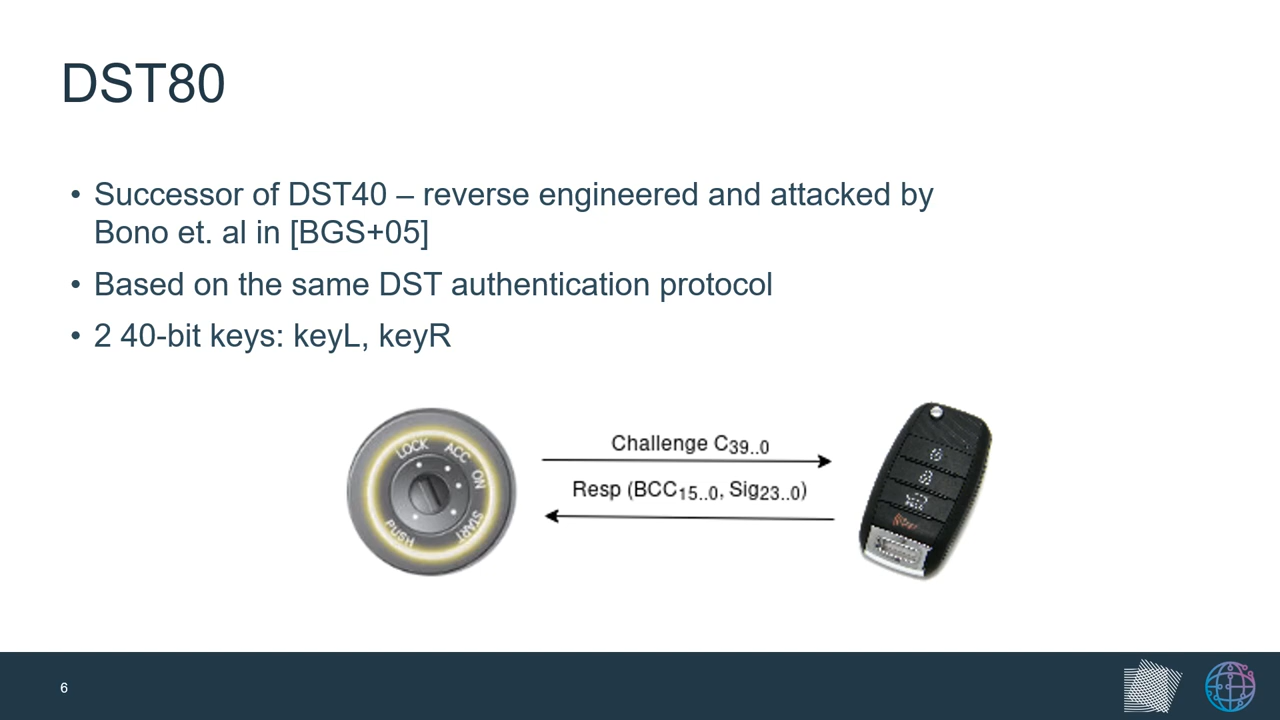 DST80
• Successor of DST40 – reverse engineered and attacked by
Bono et. al in [BGS+05]
• Based on the same DST authentication protocol
• 2 40-bit keys: keyL, keyR
LOCK ACC ON START PUSH
Challenge C39..0
Resp (BCC15..0, Sig23..0)
6